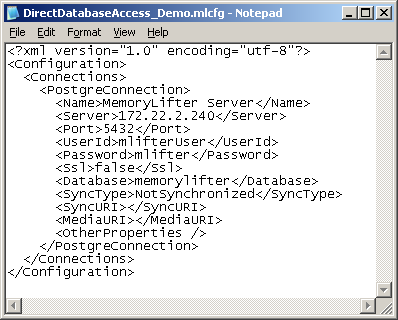 DirectDatabaseAccess_Demo.mlcfg - Notepad
File Edit Format View Help
<?xml version="1.0" encoding="utf-8"?>
<Configuration>
  <Connections>
    <PostgreConnection>
      <Name>MemoryLifter Server</Name>
      <Server>172.22.2.240</Server>
      <Port>5432</Port>
      <UserId>mlifterUser</UserId>
      <Password>mlifter</Password>
      <Ssl>false</Ssl>
      <Database>memorylifter</Database>
      <SyncType>NotSynchronized</SyncType>
      <SyncURI></SyncURI>
      <MediaURI></MediaURI>
      <OtherProperties />
    </PostgreConnection>
  </Connections>
</Configuration>